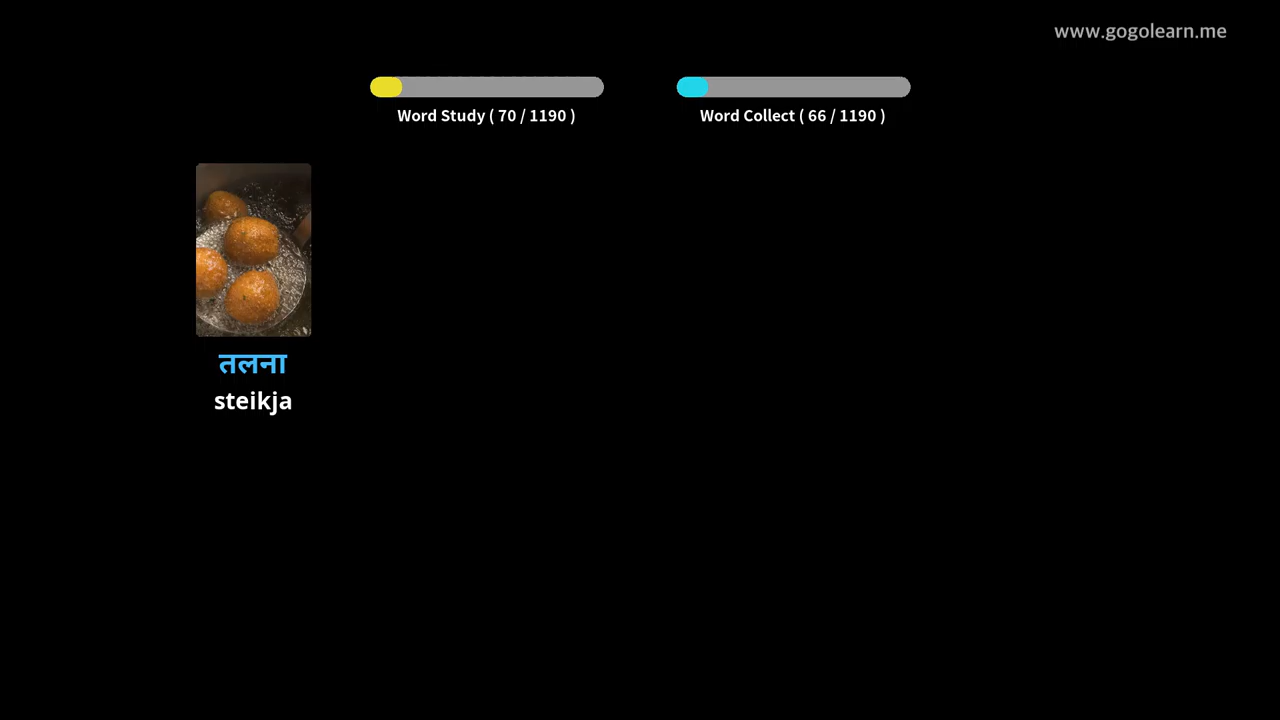 www.gogolearn.me
Word Study ( 70 / 1190 )
Word Collect ( 66 / 1190 )
तलना
steikja